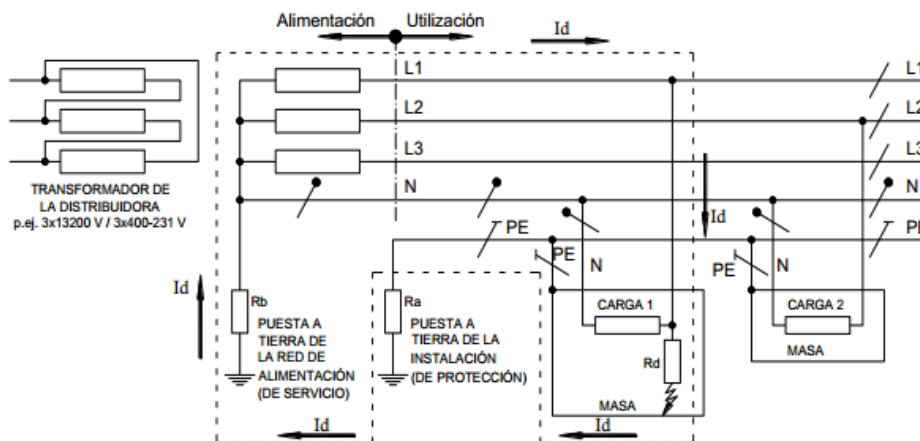 Alimentación
Utilización
Id
L1
L1
L2
L2
L3
L3
N
N
TRANSFORMADOR DE
LA DISTRIBUIDORA
p.ej. 3x13200 V / 3x400-231 V
PE
Id
PE
PE
N
PE
N
Id
Rb
PUESTA A
TIERRA DE
LA RED DE
ALIMENTACIÓN
(DE SERVICIO)
Ra
PUESTA A
TIERRA DE LA
INSTALACIÓN
(DE PROTECCIÓN)
CARGA 1
Rd
MASA
CARGA 2
MASA
Id
Id